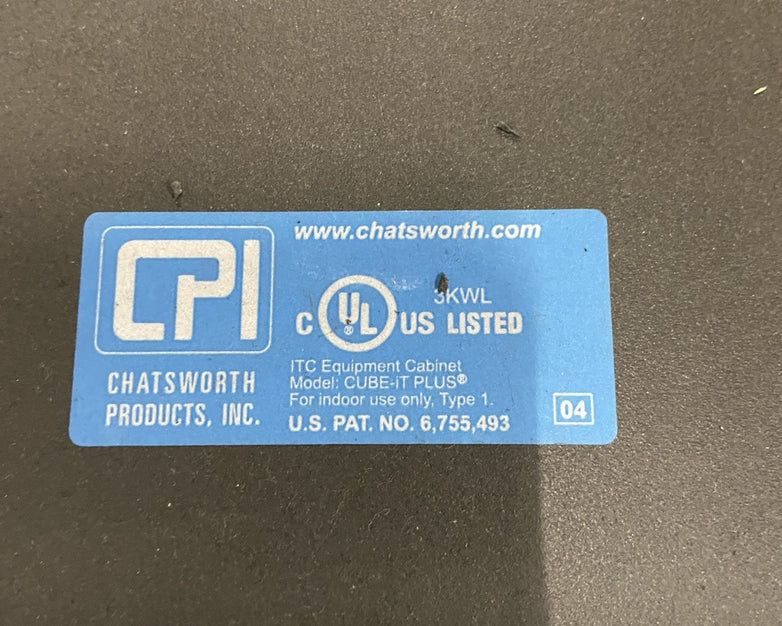 CPI
CHATSWORTH
PRODUCTS, INC.
www.chatsworth.com
3KWL
C UL® US LISTED
ITC Equipment Cabinet
Model: CUBE-iT PLUS®
For indoor use only, Type 1.
U.S. PAT. NO. 6,755,493
04